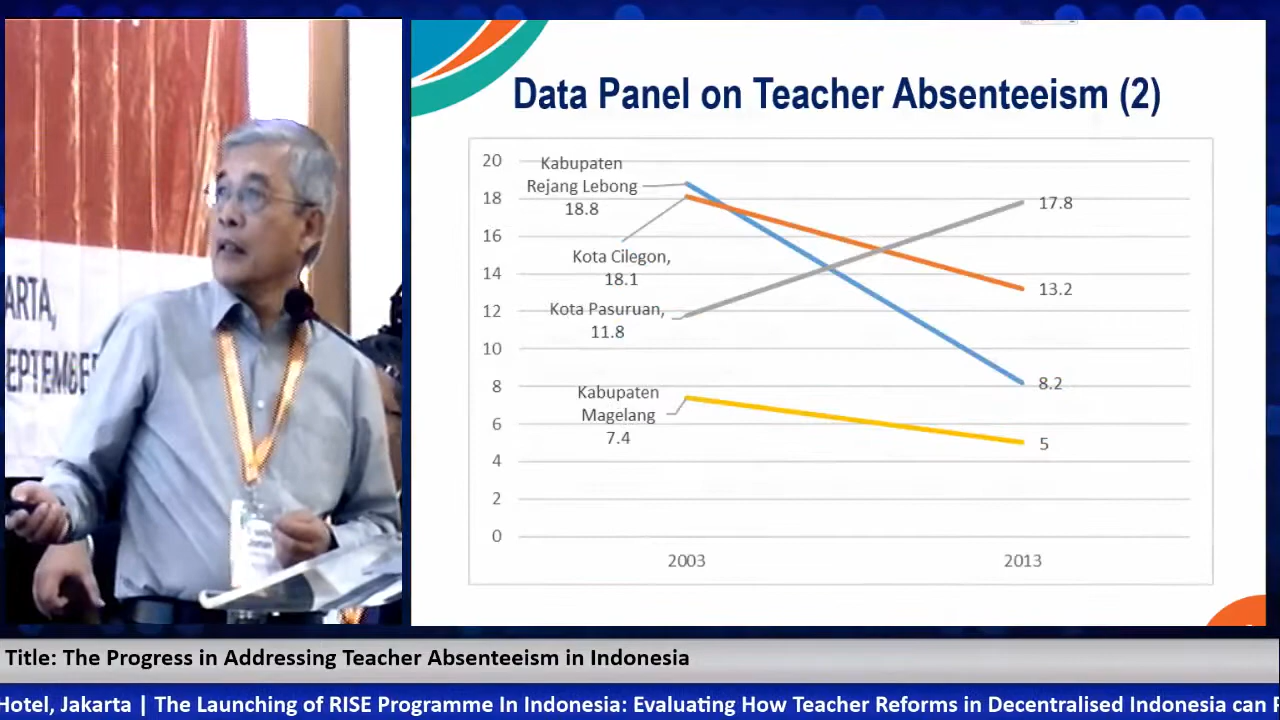 ARTA,
Data Panel on Teacher Absenteeism (2)
20
18
16
14
12
10
8
6
4
2
0
Kabupaten
Rejang Lebong
18.8
Kota Cilegon,
18.1
Kota Pasuruan,
11.8
Kabupaten
Magelang
7.4
17.8
13.2
8.2
5
2003
2013
Title: The Progress in Addressing Teacher Absenteeism in Indonesia
Hotel, Jakarta | The Launching of RISE Programme In Indonesia: Evaluating How Teacher Reforms in Decentralised Indonesia can